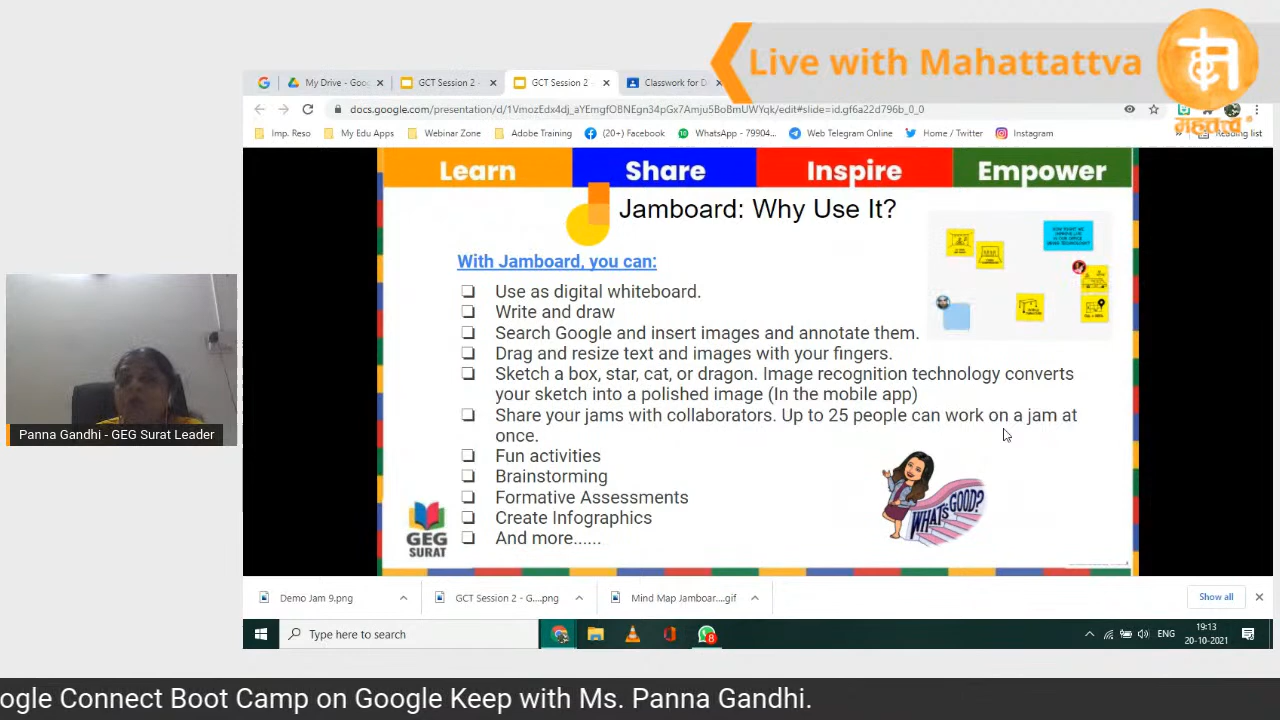 Live with Mahattattva
महत्तत्त्व
My Drive - Goo
GCT Session 2 -
GCT Session 2 -
Classwork for D
docs.google.com/presentation/d/1VmozEdx4dj_aYEmgfOBNEgn34pGx7Amju5BoBmUWYqk/edit#slide=id.gf6a22d796b_0_0
Imp. Reso
My Edu Apps
Webinar Zone
Adobe Training
(20+) Facebook
WhatsApp - 79904...
Web Telegram Online
Home / Twitter
Instagram
»
Reading list
Learn
Share
Inspire
Empower
Jamboard: Why Use It?
With Jamboard, you can:
Use as digital whiteboard.
Write and draw
Search Google and insert images and annotate them.
Drag and resize text and images with your fingers.
Sketch a box, star, cat, or dragon. Image recognition technology converts
your sketch into a polished image (In the mobile app)
Share your jams with collaborators. Up to 25 people can work on a jam at
once.
Fun activities
Brainstorming
Formative Assessments
Create Infographics
And more......
WHAT'S GOOD?
GEG
SURAT
Panna Gandhi - GEG Surat Leader
Demo Jam 9.png
GCT Session 2 - G....png
Mind Map Jamboar....gif
Show all
Type here to search
8
ENG
19:13
20-10-2021
ogle Connect Boot Camp on Google Keep with Ms. Panna Gandhi.